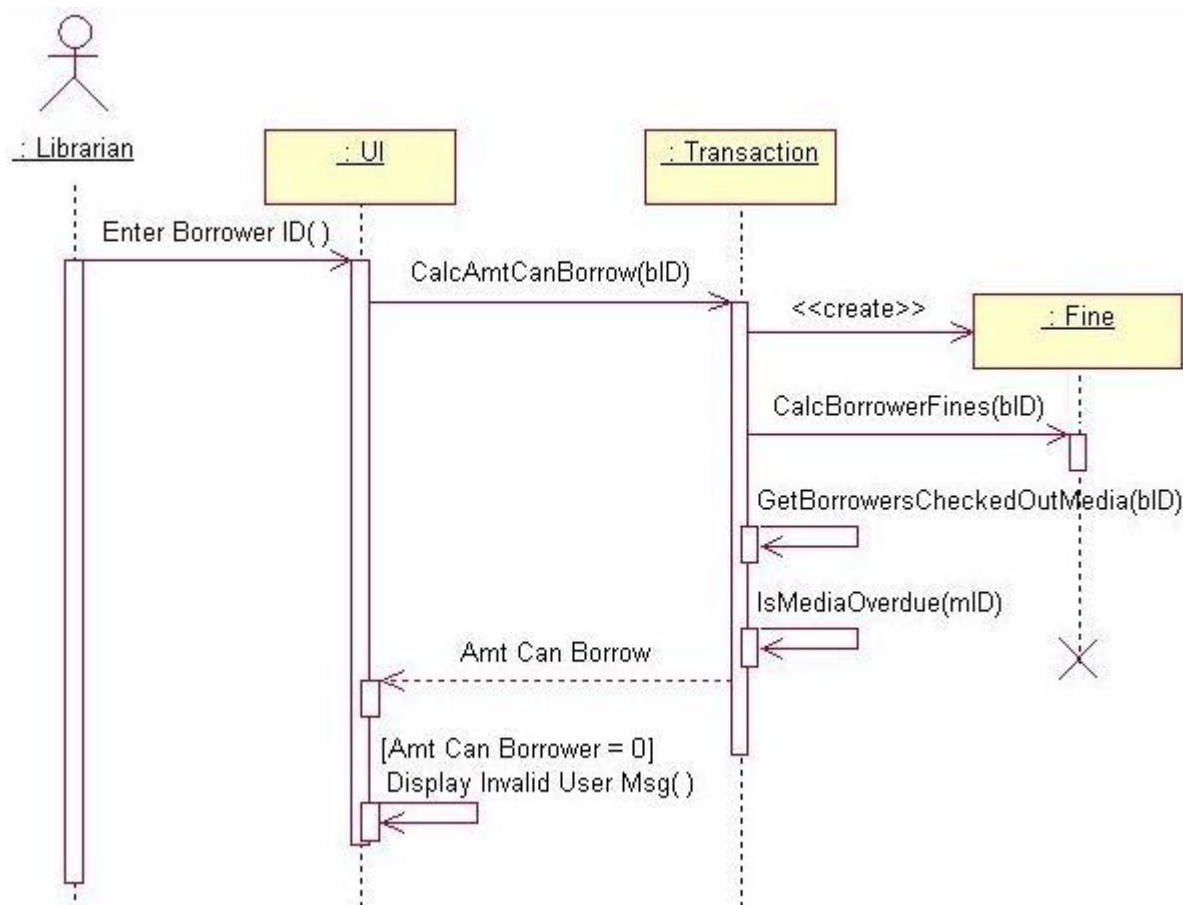 _: Librarian
_: UI
_: Transaction
Enter Borrower ID( )
CalcAmtCanBorrow(bID)
<<create>>
_: Fine
CalcBorrowerFines(bID)
GetBorrowersCheckedOutMedia(bID)
IsMediaOverdue(mID)
Amt Can Borrow
[Amt Can Borrower = 0]
Display Invalid User Msg( )